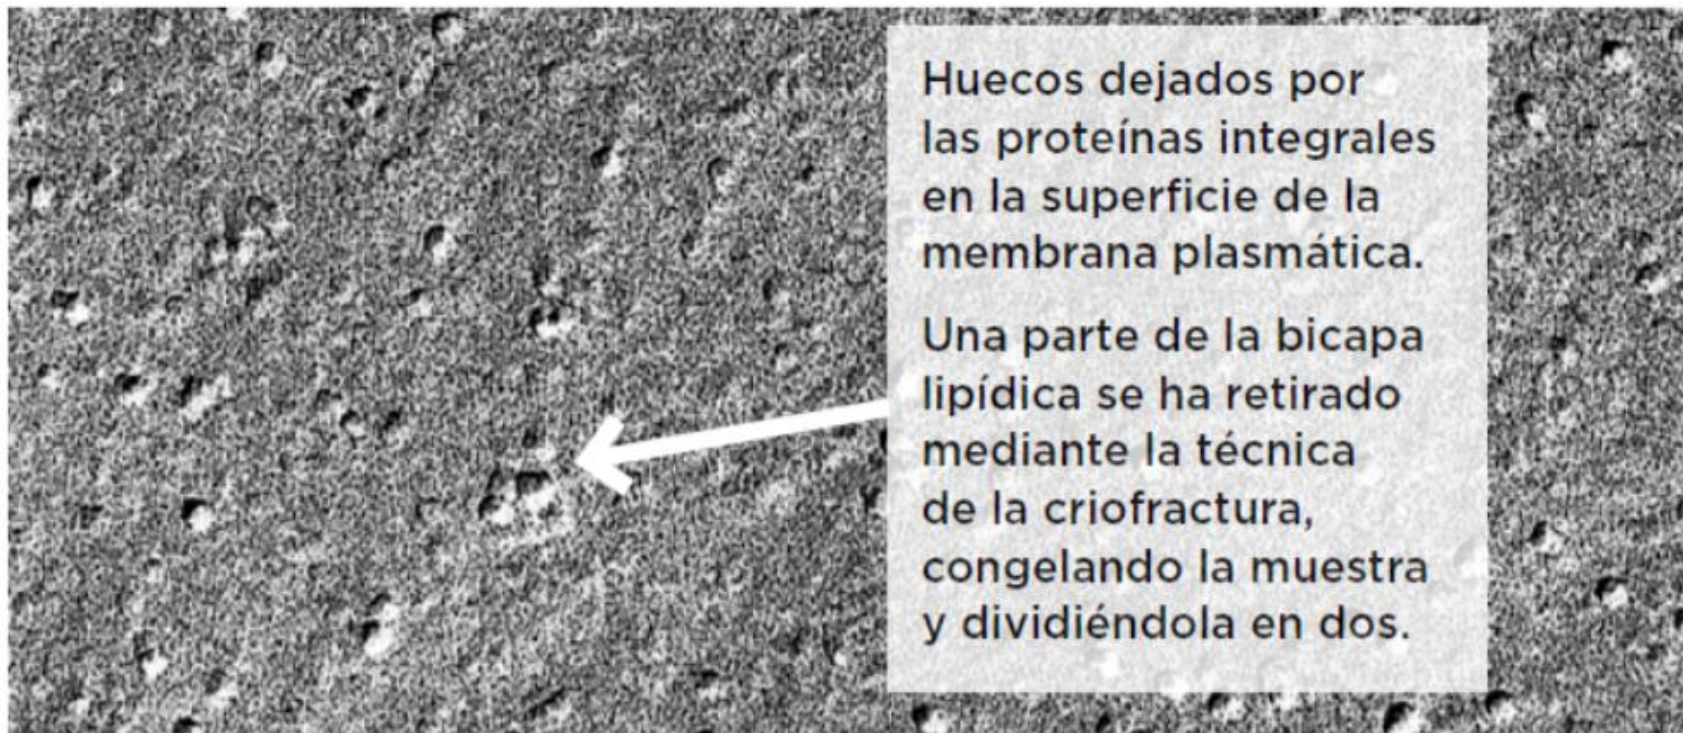 Huecos dejados por
las proteínas integrales
en la superficie de la
membrana plasmática.
Una parte de la bicapa
lipídica se ha retirado
mediante la técnica
de la criofractura,
congelando la muestra
y dividiéndola en dos.